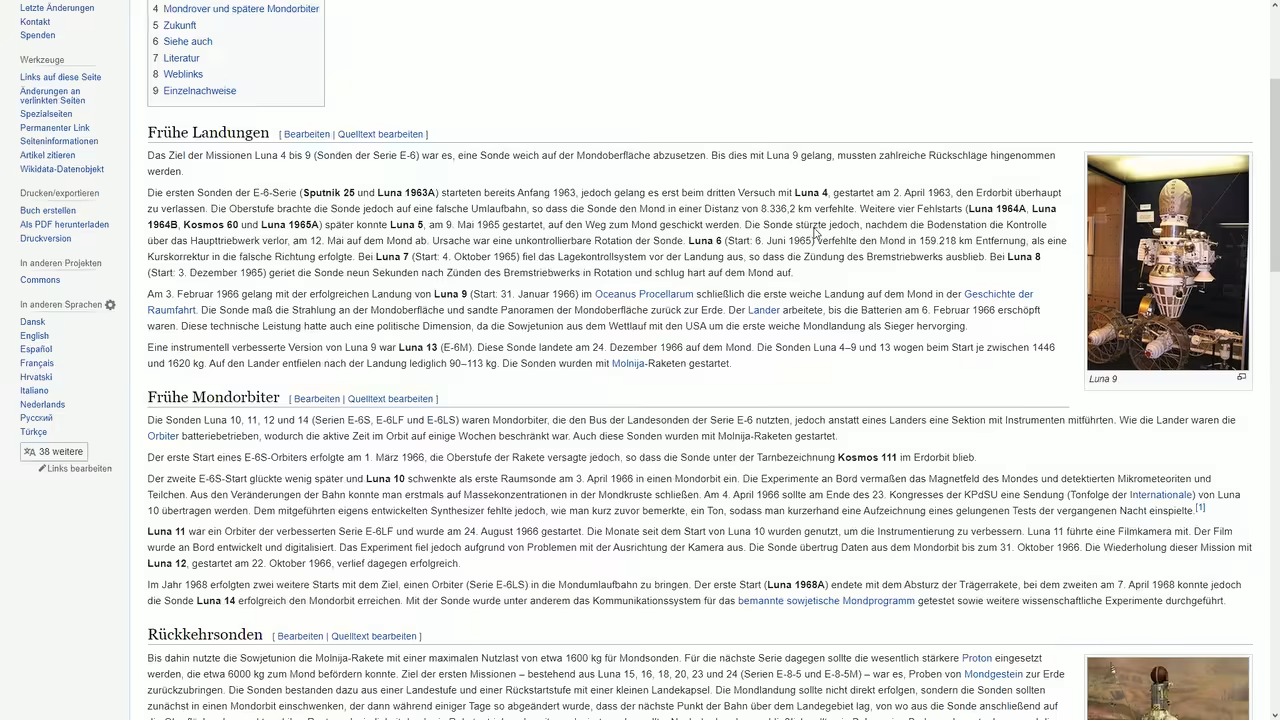 Letzte Änderungen
Kontakt
Spenden
Werkzeuge
Links auf diese Seite
Änderungen an
verlinkten Seiten
Spezialseiten
Permanenter Link
Seiteninformationen
Artikel zitieren
Wikidata-Datenobjekt
Drucken/exportieren
Buch erstellen
Als PDF herunterladen
Druckversion
In anderen Projekten
Commons
In anderen Sprachen
Dansk
English
Español
Français
Hrvatski
Italiano
Nederlands
Русский
Türkçe
38 weitere
Links bearbeiten
4 Mondrover und spätere Mondorbiter
5 Zukunft
6 Siehe auch
7 Literatur
8 Weblinks
9 Einzelnachweise
Frühe Landungen [ Bearbeiten | Quelltext bearbeiten ]
Das Ziel der Missionen Luna 4 bis 9 (Sonden der Serie E-6) war es, eine Sonde weich auf der Mondoberfläche abzusetzen. Bis dies mit Luna 9 gelang, mussten zahlreiche Rückschläge hingenommen
werden.
Die ersten Sonden der E-6-Serie (Sputnik 25 und Luna 1963A) starteten bereits Anfang 1963, jedoch gelang es erst beim dritten Versuch mit Luna 4, gestartet am 2. April 1963, den Erdorbit überhaupt
zu verlassen. Die Oberstufe brachte die Sonde jedoch auf eine falsche Umlaufbahn, so dass die Sonde den Mond in einer Distanz von 8.336,2 km verfehlte. Weitere vier Fehlstarts (Luna 1964A, Luna
1964B, Kosmos 60 und Luna 1965A) später konnte Luna 5, am 9. Mai 1965 gestartet, auf den Weg zum Mond geschickt werden. Die Sonde stürzte jedoch, nachdem die Bodenstation die Kontrolle
über das Haupttriebwerk verlor, am 12. Mai auf dem Mond ab. Ursache war eine unkontrollierbare Rotation der Sonde. Luna 6 (Start: 6. Juni 1965) verfehlte den Mond in 159.218 km Entfernung, als eine
Kurskorrektur in die falsche Richtung erfolgte. Bei Luna 7 (Start: 4. Oktober 1965) fiel das Lagekontrollsystem vor der Landung aus, so dass die Zündung des Bremstriebwerks ausblieb. Bei Luna 8
(Start: 3. Dezember 1965) geriet die Sonde neun Sekunden nach Zünden des Bremstriebwerks in Rotation und schlug hart auf dem Mond auf.
Am 3. Februar 1966 gelang mit der erfolgreichen Landung von Luna 9 (Start: 31. Januar 1966) im Oceanus Procellarum schließlich die erste weiche Landung auf dem Mond in der Geschichte der
Raumfahrt. Die Sonde maß die Strahlung an der Mondoberfläche und sandte Panoramen der Mondoberfläche zurück zur Erde. Der Lander arbeitete, bis die Batterien am 6. Februar 1966 erschöpft
waren. Diese technische Leistung hatte auch eine politische Dimension, da die Sowjetunion aus dem Wettlauf mit den USA um die erste weiche Mondlandung als Sieger hervorging.
Eine instrumentell verbesserte Version von Luna 9 war Luna 13 (E-6M). Diese Sonde landete am 24. Dezember 1966 auf dem Mond. Die Sonden Luna 4–9 und 13 wogen beim Start je zwischen 1446
und 1620 kg. Auf den Lander entfielen nach der Landung lediglich 90–113 kg. Die Sonden wurden mit Molnija-Raketen gestartet.
Luna 9
Frühe Mondorbiter [ Bearbeiten | Quelltext bearbeiten ]
Die Sonden Luna 10, 11, 12 und 14 (Serien E-6S, E-6LF und E-6LS) waren Mondorbiter, die den Bus der Landesonden der Serie E-6 nutzten, jedoch anstatt eines Landers eine Sektion mit Instrumenten mitführten. Wie die Lander waren die
Orbiter batteriebetrieben, wodurch die aktive Zeit im Orbit auf einige Wochen beschränkt war. Auch diese Sonden wurden mit Molnija-Raketen gestartet.
Der erste Start eines E-6S-Orbiters erfolgte am 1. März 1966, die Oberstufe der Rakete versagte jedoch, so dass die Sonde unter der Tarnbezeichnung Kosmos 111 im Erdorbit blieb.
Der zweite E-6S-Start glückte wenig später und Luna 10 schwenkte als erste Raumsonde am 3. April 1966 in einen Mondorbit ein. Die Experimente an Bord vermaßen das Magnetfeld des Mondes und detektierten Mikrometeoriten und
Teilchen. Aus den Veränderungen der Bahn konnte man erstmals auf Massekonzentrationen in der Mondkruste schließen. Am 4. April 1966 sollte am Ende des 23. Kongresses der KPdSU eine Sendung (Tonfolge der Internationale) von Luna
10 übertragen werden. Dem mitgeführten eigens entwickelten Synthesizer fehlte jedoch, wie man kurz zuvor bemerkte, ein Ton, sodass man kurzerhand eine Aufzeichnung eines gelungenen Tests der vergangenen Nacht einspielte.[1]
Luna 11 war ein Orbiter der verbesserten Serie E-6LF und wurde am 24. August 1966 gestartet. Die Monate seit dem Start von Luna 10 wurden genutzt, um die Instrumentierung zu verbessern. Luna 11 führte eine Filmkamera mit. Der Film
wurde an Bord entwickelt und digitalisiert. Das Experiment fiel jedoch aufgrund von Problemen mit der Ausrichtung der Kamera aus. Die Sonde übertrug Daten aus dem Mondorbit bis zum 31. Oktober 1966. Die Wiederholung dieser Mission mit
Luna 12, gestartet am 22. Oktober 1966, verlief dagegen erfolgreich.
Im Jahr 1968 erfolgten zwei weitere Starts mit dem Ziel, einen Orbiter (Serie E-6LS) in die Mondumlaufbahn zu bringen. Der erste Start (Luna 1968A) endete mit dem Absturz der Trägerrakete, bei dem zweiten am 7. April 1968 konnte jedoch
die Sonde Luna 14 erfolgreich den Mondorbit erreichen. Mit der Sonde wurde unter anderem das Kommunikationssystem für das bemannte sowjetische Mondprogramm getestet sowie weitere wissenschaftliche Experimente durchgeführt.
Rückkehrsonden [ Bearbeiten | Quelltext bearbeiten ]
Bis dahin nutzte die Sowjetunion die Molnija-Rakete mit einer maximalen Nutzlast von etwa 1600 kg für Mondsonden. Für die nächste Serie dagegen sollte die wesentlich stärkere Proton eingesetzt
werden, die etwa 6000 kg zum Mond befördern konnte. Ziel der ersten Missionen – bestehend aus Luna 15, 16, 18, 20, 23 und 24 (Serien E-8-5 und E-8-5M) – war es, Proben von Mondgestein zur Erde
zurückzubringen. Die Sonden bestanden dazu aus einer Landestufe und einer Rückstartstufe mit einer kleinen Landekapsel. Die Mondlandung sollte nicht direkt erfolgen, sondern die Sonden sollten
zunächst in einen Mondorbit einschwenken, der dann während einiger Tage so abgeändert wurde, dass der nächste Punkt der Bahn über dem Landegebiet lag, von wo aus die Sonde anschließend auf